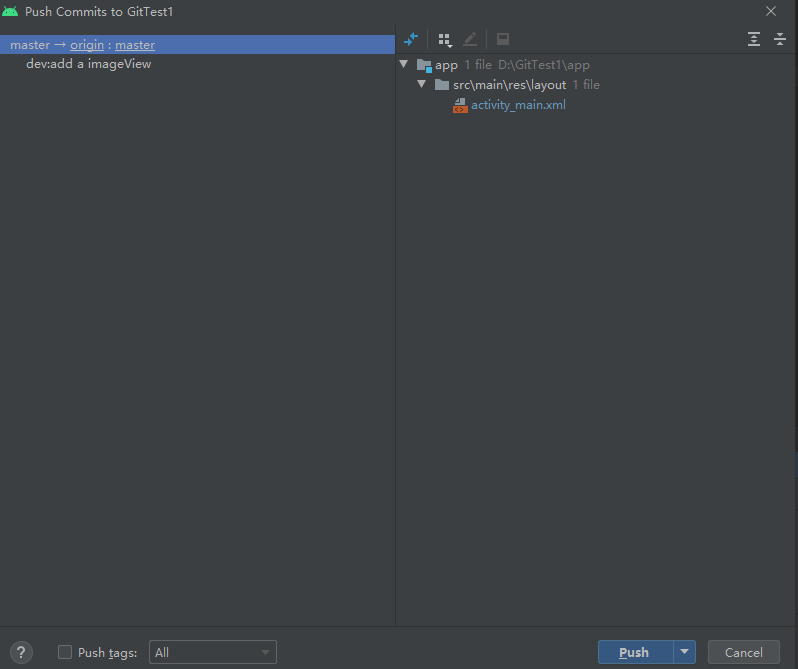 Push Commits to GitTest1
master → origin : master
dev:add a imageView
app 1 file D:\GitTest1\app
src\main\res\layout 1 file
activity_main.xml
? Push tags: All Push Cancel